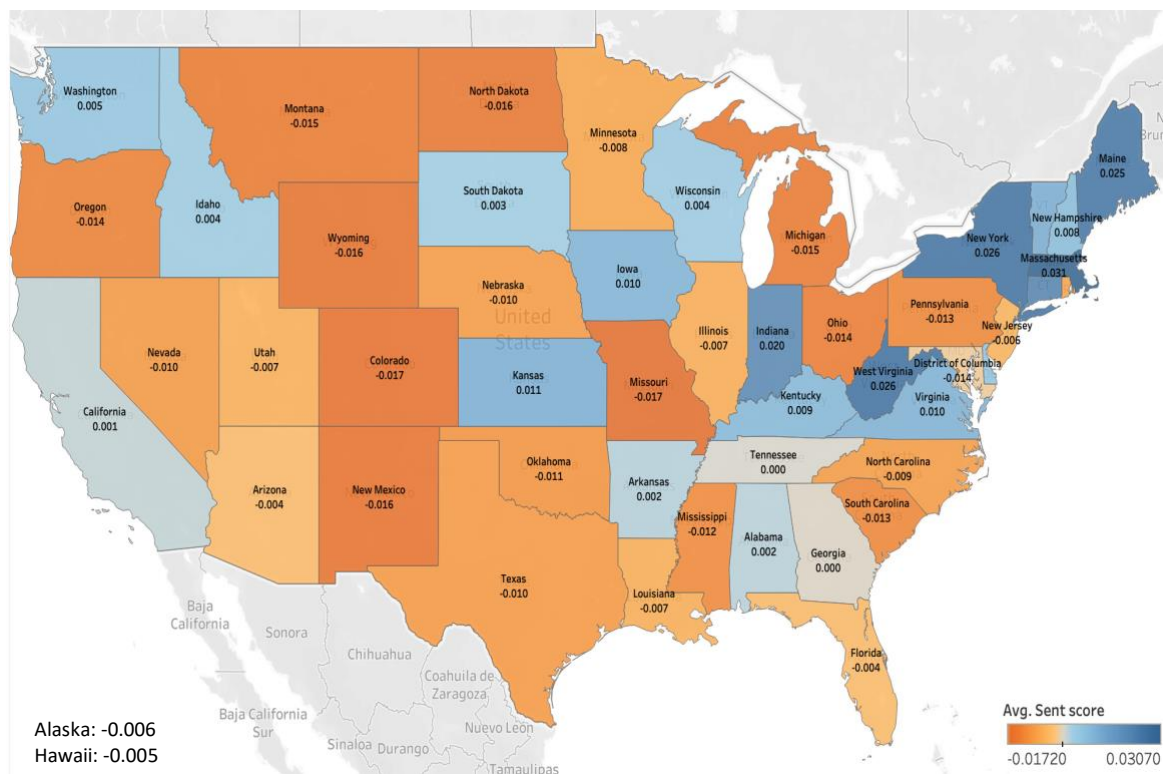 Washington
0.005
Montana
-0.015
North Dakota
-0.016
Minnesota
-0.008
Maine
0.025
Oregon
-0.014
Idaho
0.004
Wyoming
-0.016
South Dakota
0.003
Wisconsin
0.004
Michigan
-0.015
New York
0.026
New Hampshire
0.008
Massachusetts
0.031
Nebraska
-0.010
Iowa
0.010
United
States
Illinois
-0.007
Indiana
0.020
Ohio
-0.014
Pennsylvania
-0.013
New Jersey
-0.006
Nevada
-0.010
Utah
-0.007
Colorado
-0.017
Kansas
0.011
Missouri
-0.017
Kentucky
0.009
West Virginia
0.026
District of Columbia
-0.014
Virginia
0.010
California
0.001
Arizona
-0.004
New Mexico
-0.016
Oklahoma
-0.011
Arkansas
0.002
Tennessee
0.000
North Carolina
-0.009
South Carolina
-0.013
Mississippi
-0.012
Alabama
0.002
Georgia
0.000
Texas
-0.010
Louisiana
-0.007
Florida
-0.004
Baja
California
Sonora
Chihuahua
Coahuila de
Zaragoza
Baja California
Sur
Sinaloa
Durango
Nuevo León
Tamaulipas
Alaska: -0.006
Hawaii: -0.005
Avg. Sent score
-0.01720
0.03070